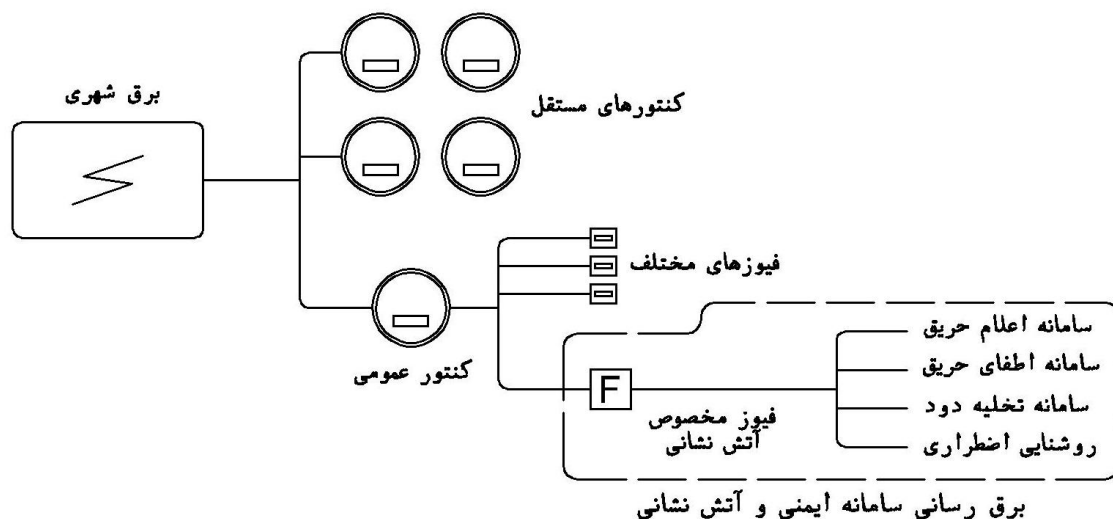 برق شهری
کنتورهای مستقل
فیوزهای مختلف
کنتور عمومی
F
فیوز مخصوص
آتش نشانی
سامانه اعلام حریق
سامانه اطفای حریق
سامانه تخلیه دود
روشنایی اضطراری
برق رسانی سامانه ایمنی و آتش نشانی